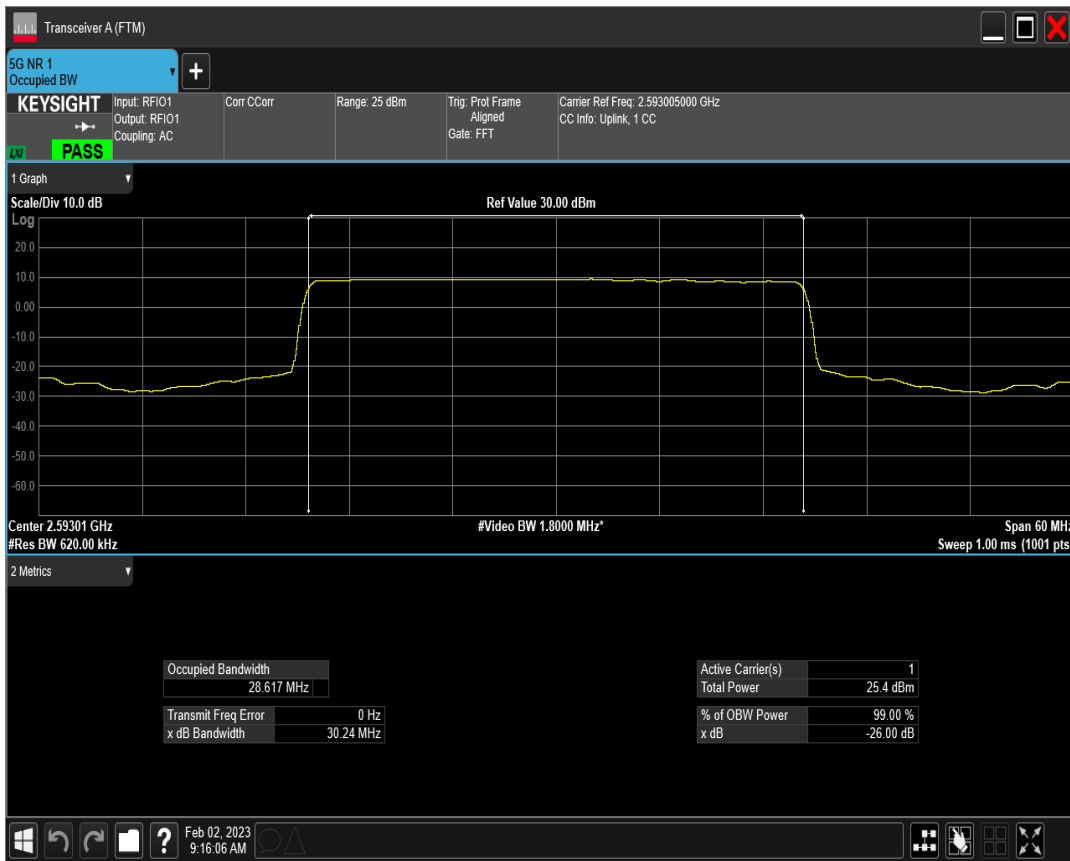 Transceiver A (FTM)
5G NR 1
Occupied BW
KEYSIGHT
LXI
PASS
Input: RFIO1
Output: RFIO1
Coupling: AC
Corr CCorr
Range: 25 dBm
Trig: Prot Frame
Aligned
Gate: FFT
Carrier Ref Freq: 2.593005000 GHz
CC Info: Uplink, 1 CC
1 Graph
Scale/Div 10.0 dB
Ref Value 30.00 dBm
Log
20.0
10.0
0.00
-10.0
-20.0
-30.0
-40.0
-50.0
-60.0
Center 2.59301 GHz
#Video BW 1.8000 MHz*
Span 60 MHz
#Res BW 620.00 kHz
Sweep 1.00 ms (1001 pts
2 Metrics
Occupied Bandwidth
28.617 MHz
Transmit Freq Error 0 Hz
x dB Bandwidth 30.24 MHz
Active Carrier(s) 1
Total Power 25.4 dBm
% of OBW Power 99.00 %
x dB -26.00 dB
?
Feb 02, 2023
9:16:06 AM